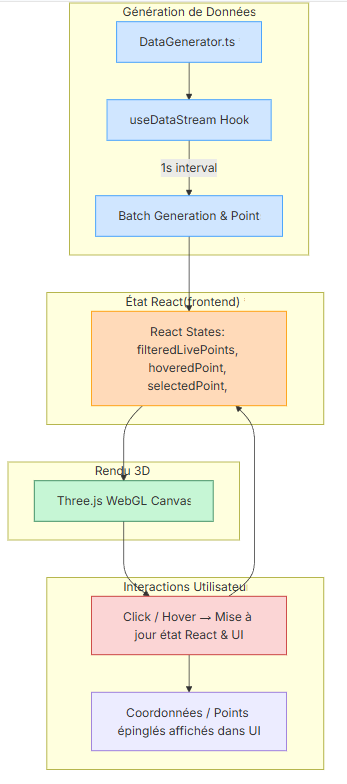 Génération de Données
DataGenerator.ts
useDataStream Hook
1s interval
Batch Generation & Point
État React(frontend)
React States:
filteredLivePoints,
hoveredPoint,
selectedPoint,
Rendu 3D
Three.js WebGL Canvas
Interactions Utilisateu
Click / Hover → Mise à
jour état React & UI
Coordonnées / Points
épinglés affichés dans UI